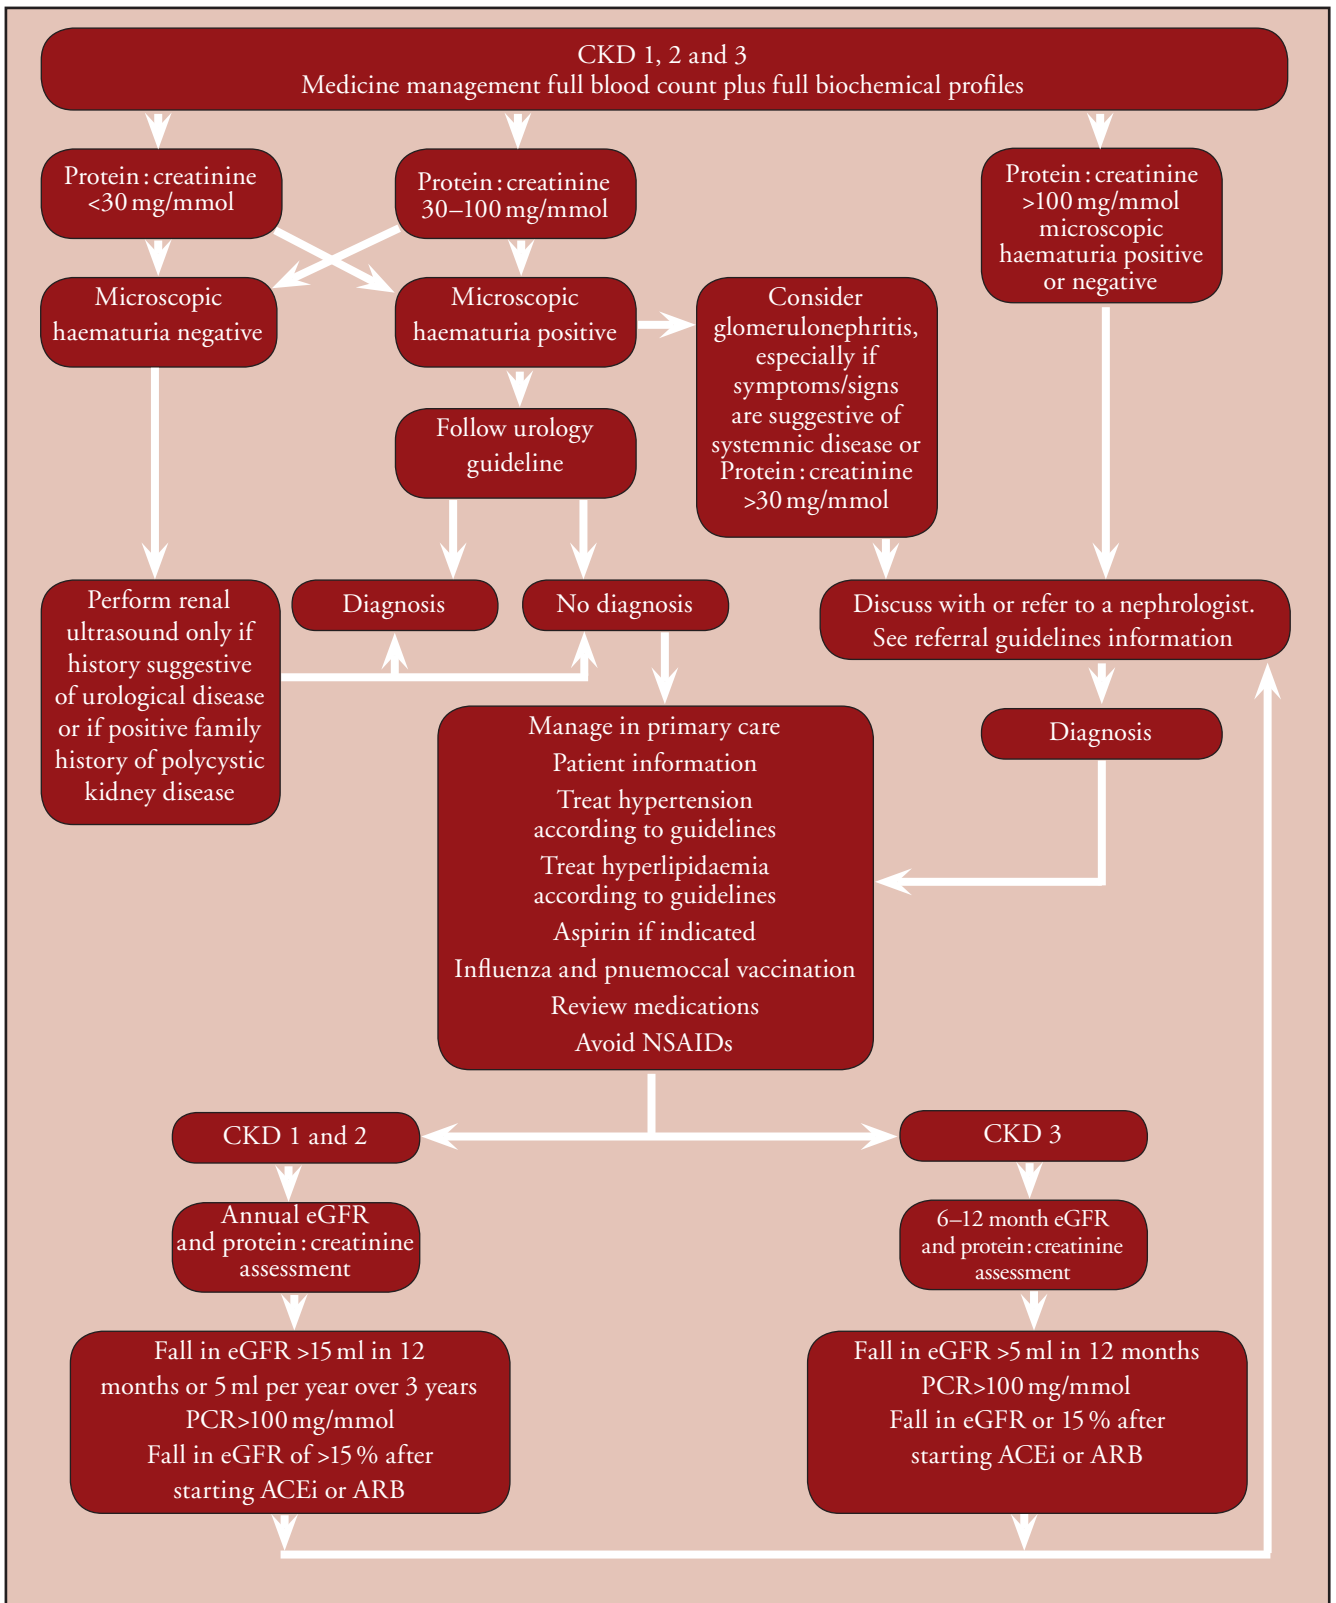 CKD 1, 2 and 3
Medicine management full blood count plus full biochemical profiles
Protein : creatinine
<30 mg/mmol
Protein : creatinine
30–100 mg/mmol
Protein : creatinine
>100 mg/mmol
microscopic
haematuria positive
or negative
Microscopic
haematuria negative
Microscopic
haematuria positive
Consider
glomerulonephritis,
especially if
symptoms/signs
are suggestive of
systemnic disease or
Protein : creatinine
>30 mg/mmol
Follow urology
guideline
Perform renal
ultrasound only if
history suggestive
of urological disease
or if positive family
history of polycystic
kidney disease
Diagnosis
No diagnosis
Discuss with or refer to a nephrologist.
See referral guidelines information
Diagnosis
Manage in primary care
Patient information
Treat hypertension
according to guidelines
Treat hyperlipidaemia
according to guidelines
Aspirin if indicated
Influenza and pnuemoccal vaccination
Review medications
Avoid NSAIDs
CKD 1 and 2
CKD 3
Annual eGFR
and protein : creatinine
assessment
6–12 month eGFR
and protein : creatinine
assessment
Fall in eGFR >15 ml in 12
months or 5 ml per year over 3 years
PCR>100 mg/mmol
Fall in eGFR of >15 % after
starting ACEi or ARB
Fall in eGFR >5 ml in 12 months
PCR>100 mg/mmol
Fall in eGFR or 15 % after
starting ACEi or ARB